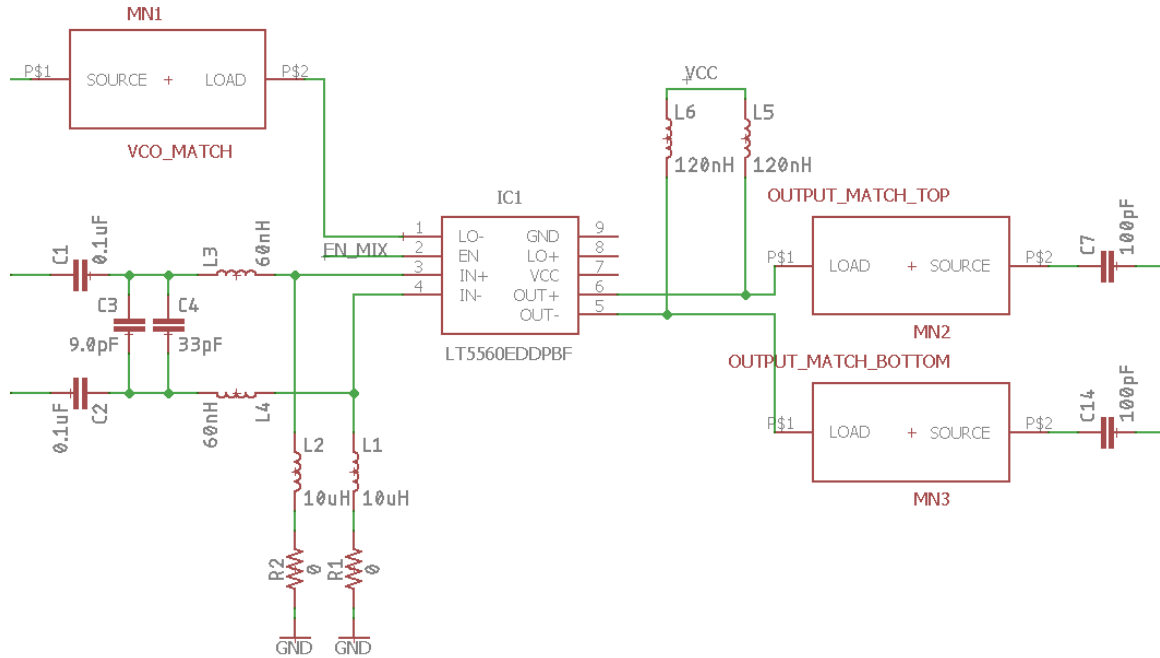 MN1
P$1
SOURCE
LOAD
P$2
VCO_MATCH
VCC
L6
L5
120nH
120nH
OUTPUT_MATCH_TOP
IC1
C1
0.1uF
L3
60nH
EN_MIX
1
LO-
GND
9
2
EN
LO+
8
3
IN+
VCC
7
4
IN-
OUT+
6
OUT-
5
P$1
LOAD
SOURCE
P$2
C7
100pF
MN2
C3
C4
9.0pF
33pF
LT5560EDDPBF
OUTPUT_MATCH_BOTTOM
0.1uF
C2
60nH
L4
P$1
LOAD
SOURCE
P$2
C14
100pF
MN3
L2
L1
10uH
10uH
R2
0
R1
0
GND
GND